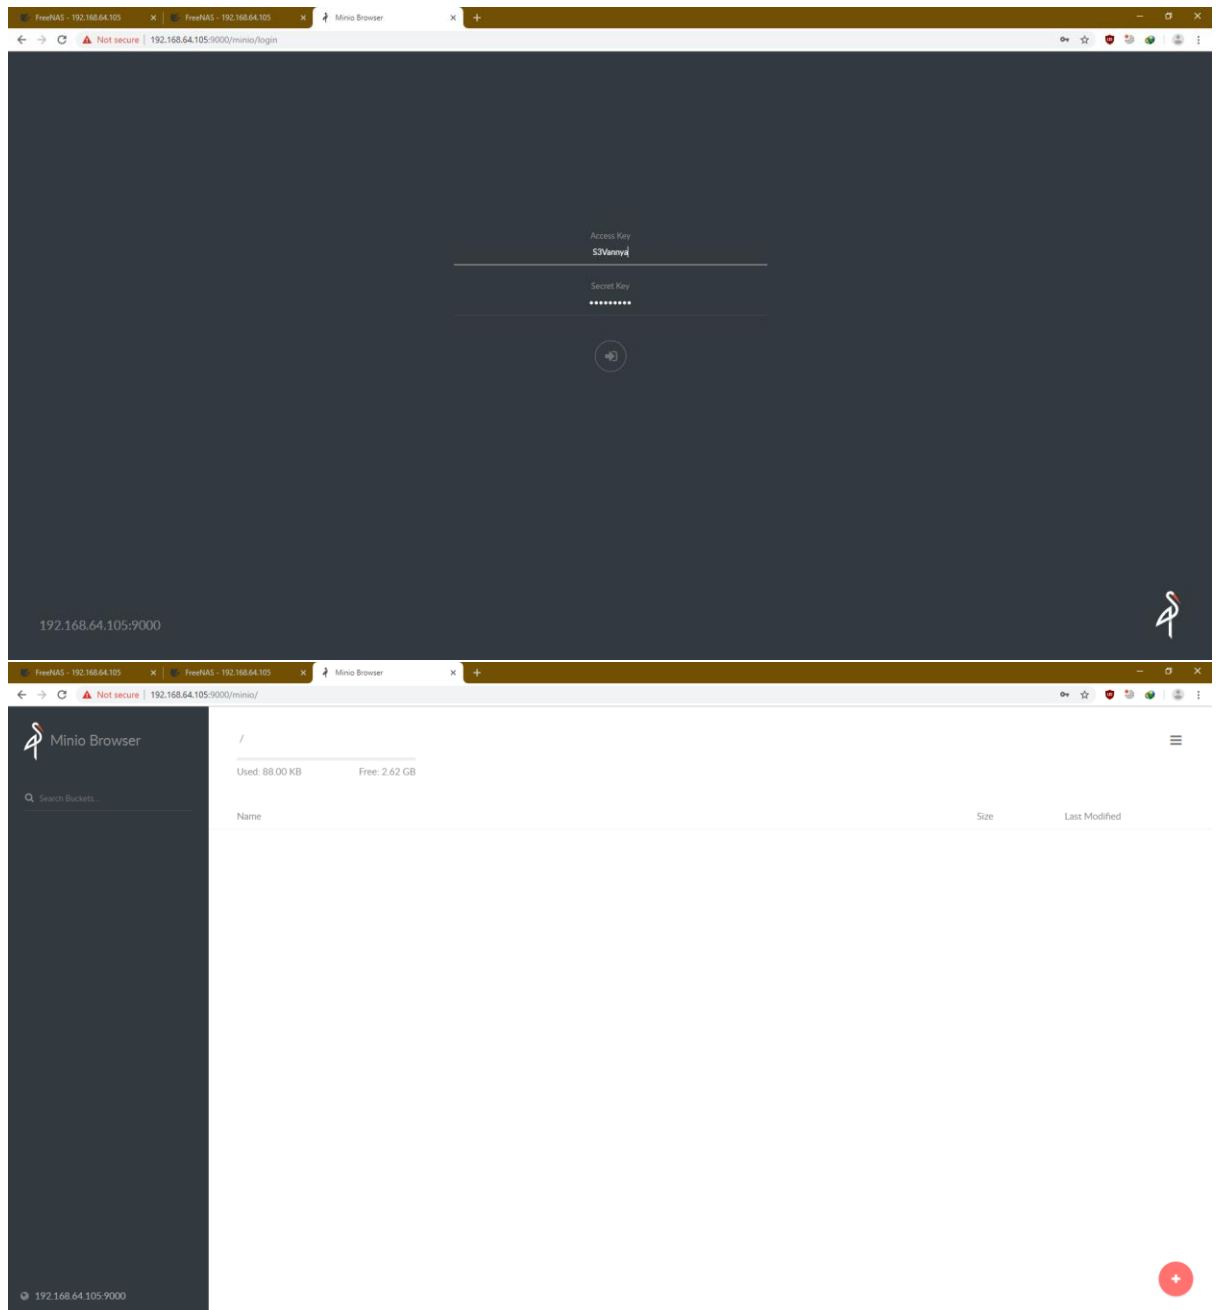 FreeNAS - 192.168.64.105 FreeNAS - 192.168.64.105 Minio Browser
Not secure 192.168.64.105:9000/minio/login
Access Key
S3Vannya
Secret Key
•••••••••
192.168.64.105:9000
FreeNAS - 192.168.64.105 FreeNAS - 192.168.64.105 Minio Browser
Not secure 192.168.64.105:9000/minio/
Minio Browser
/
Used: 88.00 KB Free: 2.62 GB
Search Buckets...
Name Size Last Modified
192.168.64.105:9000